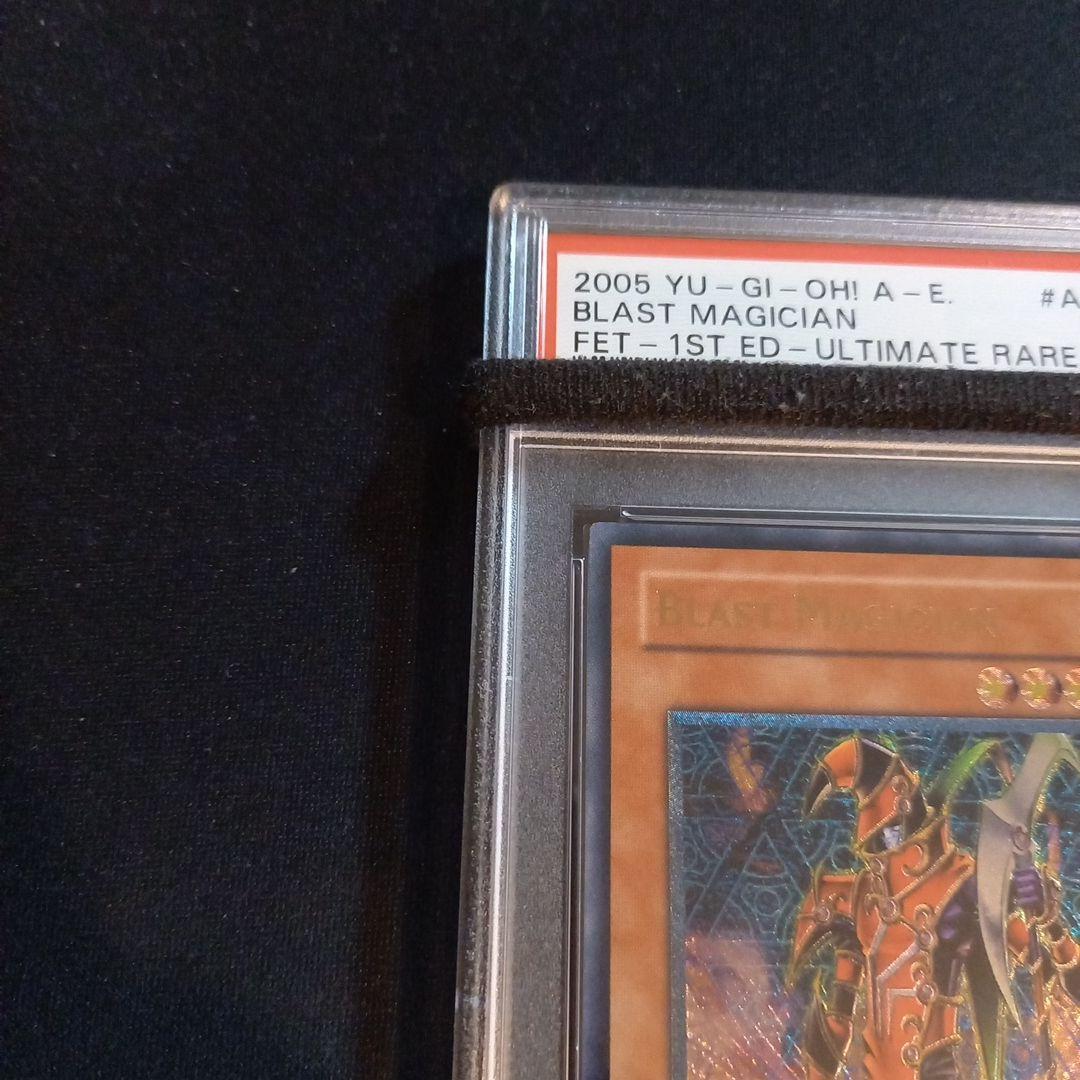 2005 YU-GI-OH! A-E. #A
BLAST MAGICIAN
FET-1ST ED-ULTIMATE RARE
BLAST MAGICIAN